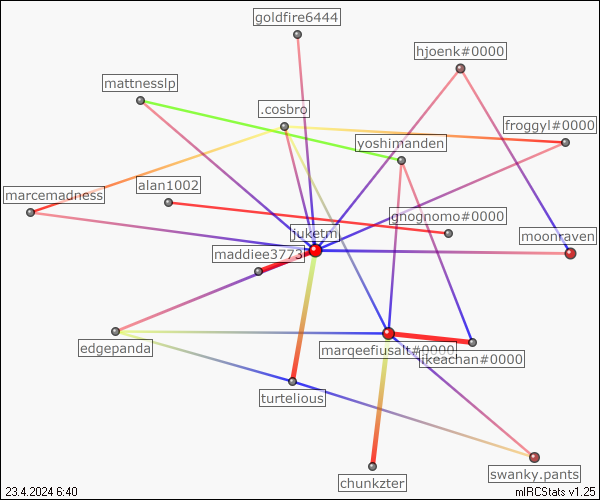 goldfire6444
hjoenk#0000
mattnesslp
.cosbro
froggyl#0000
yoshimanden
alan1002
marcemadness
gnognomo#0000
juketm
moonraven
maddiee3773
edgepanda
marqeefiusalt#0000
likeachan#0000
turtelious
swanky.pants
chunkzter
23.4.2024 6:40
mIRCStats v1.25